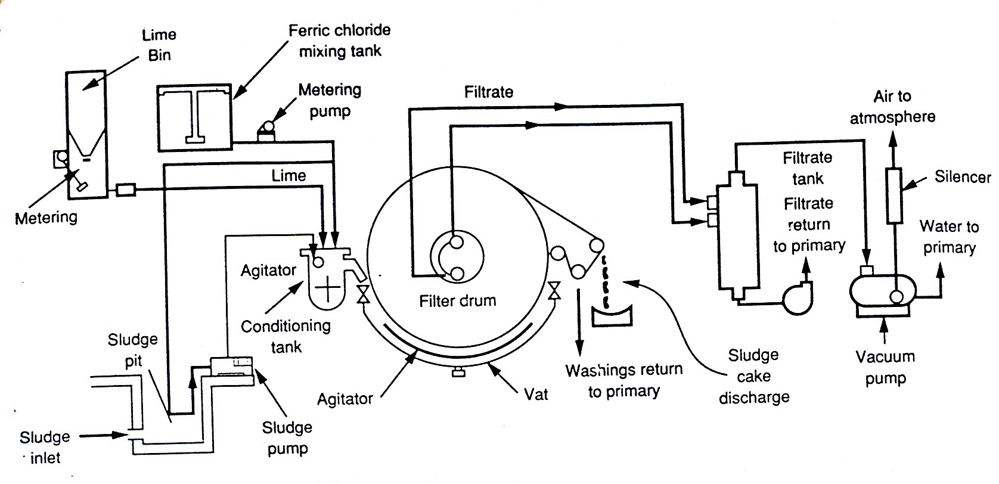 Lime
Bin
Ferric chloride
mixing tank
Metering
pump
Filtrate
Air to
atmosphere
Filtrate
tank
Silencer
Lime
Metering
Filtrate
return
to primary
Water to
primary
Agitator
Filter drum
Conditioning
tank
Sludge
pit
Sludge
cake
discharge
Vacuum
pump
Washings return
to primary
Agitator
Vat
Sludge
pump
Sludge
inlet